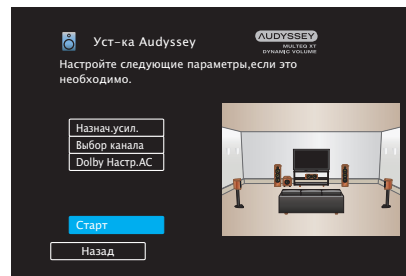 Уст-ка Audyssey
AUDYSSEY
MULTEQ XT
DYNAMIC VOLUME
Настройте следующие параметры,если это
необходимо.
Назнач.усил.
Выбор канала
Dolby Настр.АС
Старт
Назад